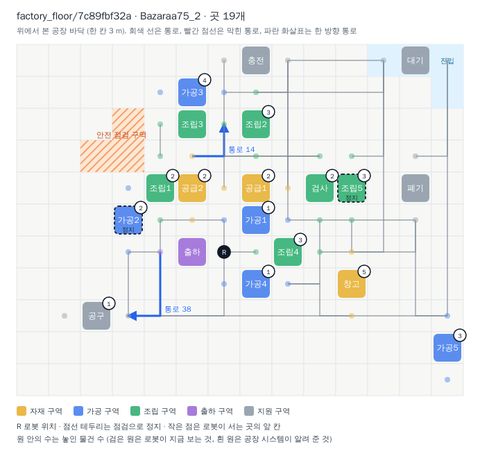 factory_floor/7c89fbf32a · Bazaraa75_2 · 곳 19개
위에서 본 공장 바닥 (한 칸 3 m). 회색 선은 통로, 빨간 점선은 막힌 통로, 파란 화살표는 한 방향 통로
충전
대기
진입
가공3
4
조립3
조립2
3
안전 점검 구역
통로 14
조립1
2
공급2
2
공급1
2
검사
2
조립5
3
정지
폐기
가공2
2
정지
가공1
1
출하
R
조립4
3
가공4
1
창고
5
공구
1
통로 38
가공5
3
자재 구역
가공 구역
조립 구역
출하 구역
지원 구역
R 로봇 위치 · 점선 테두리는 점검으로 정지 · 작은 점은 로봇이 서는 곳의 앞 칸
원 안의 수는 놓인 물건 수 (검은 원은 로봇이 지금 보는 것, 흰 원은 공장 시스템이 알려 준 것)